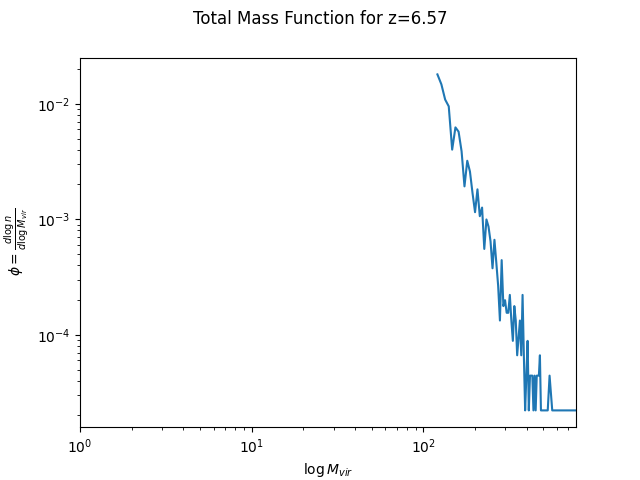 Total Mass Function for z=6.57
10⁻²
10⁻³
10⁻⁴
ϕ = d log n / d log M_vir
10⁰ 10¹ 10²
log M_vir